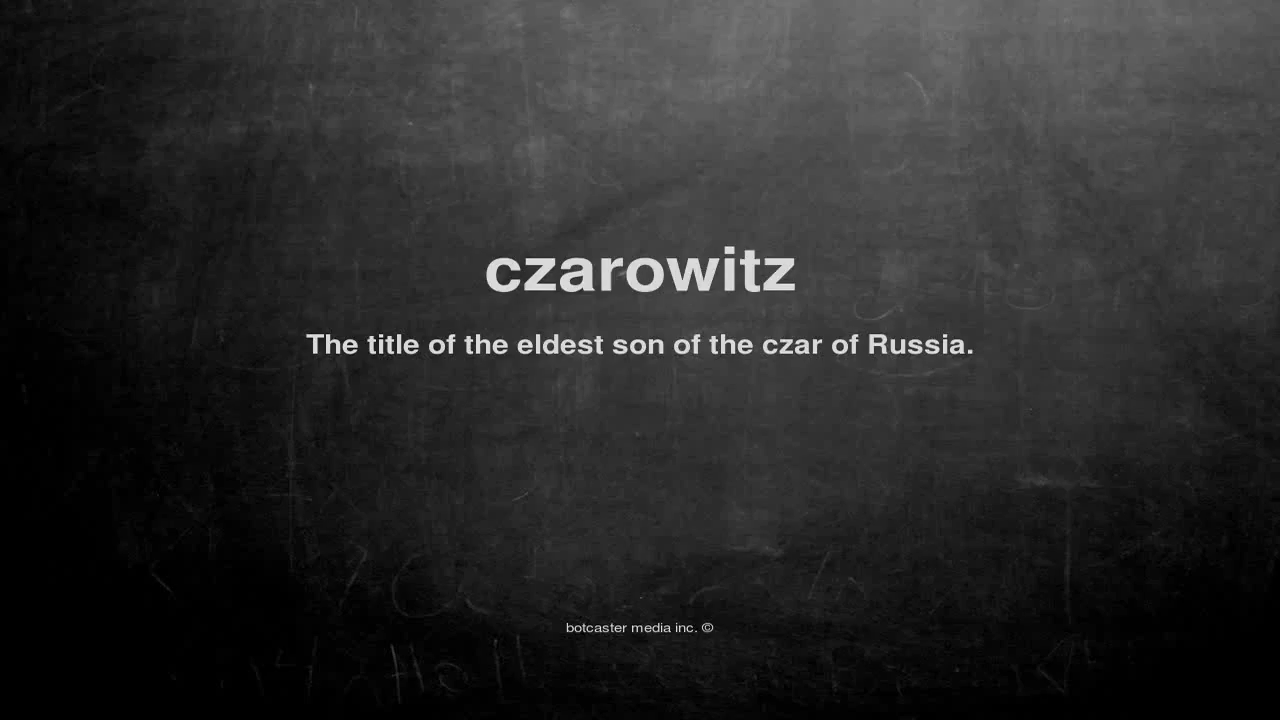 czarowitz
The title of the eldest son of the czar of Russia.
botcaster media inc. ©